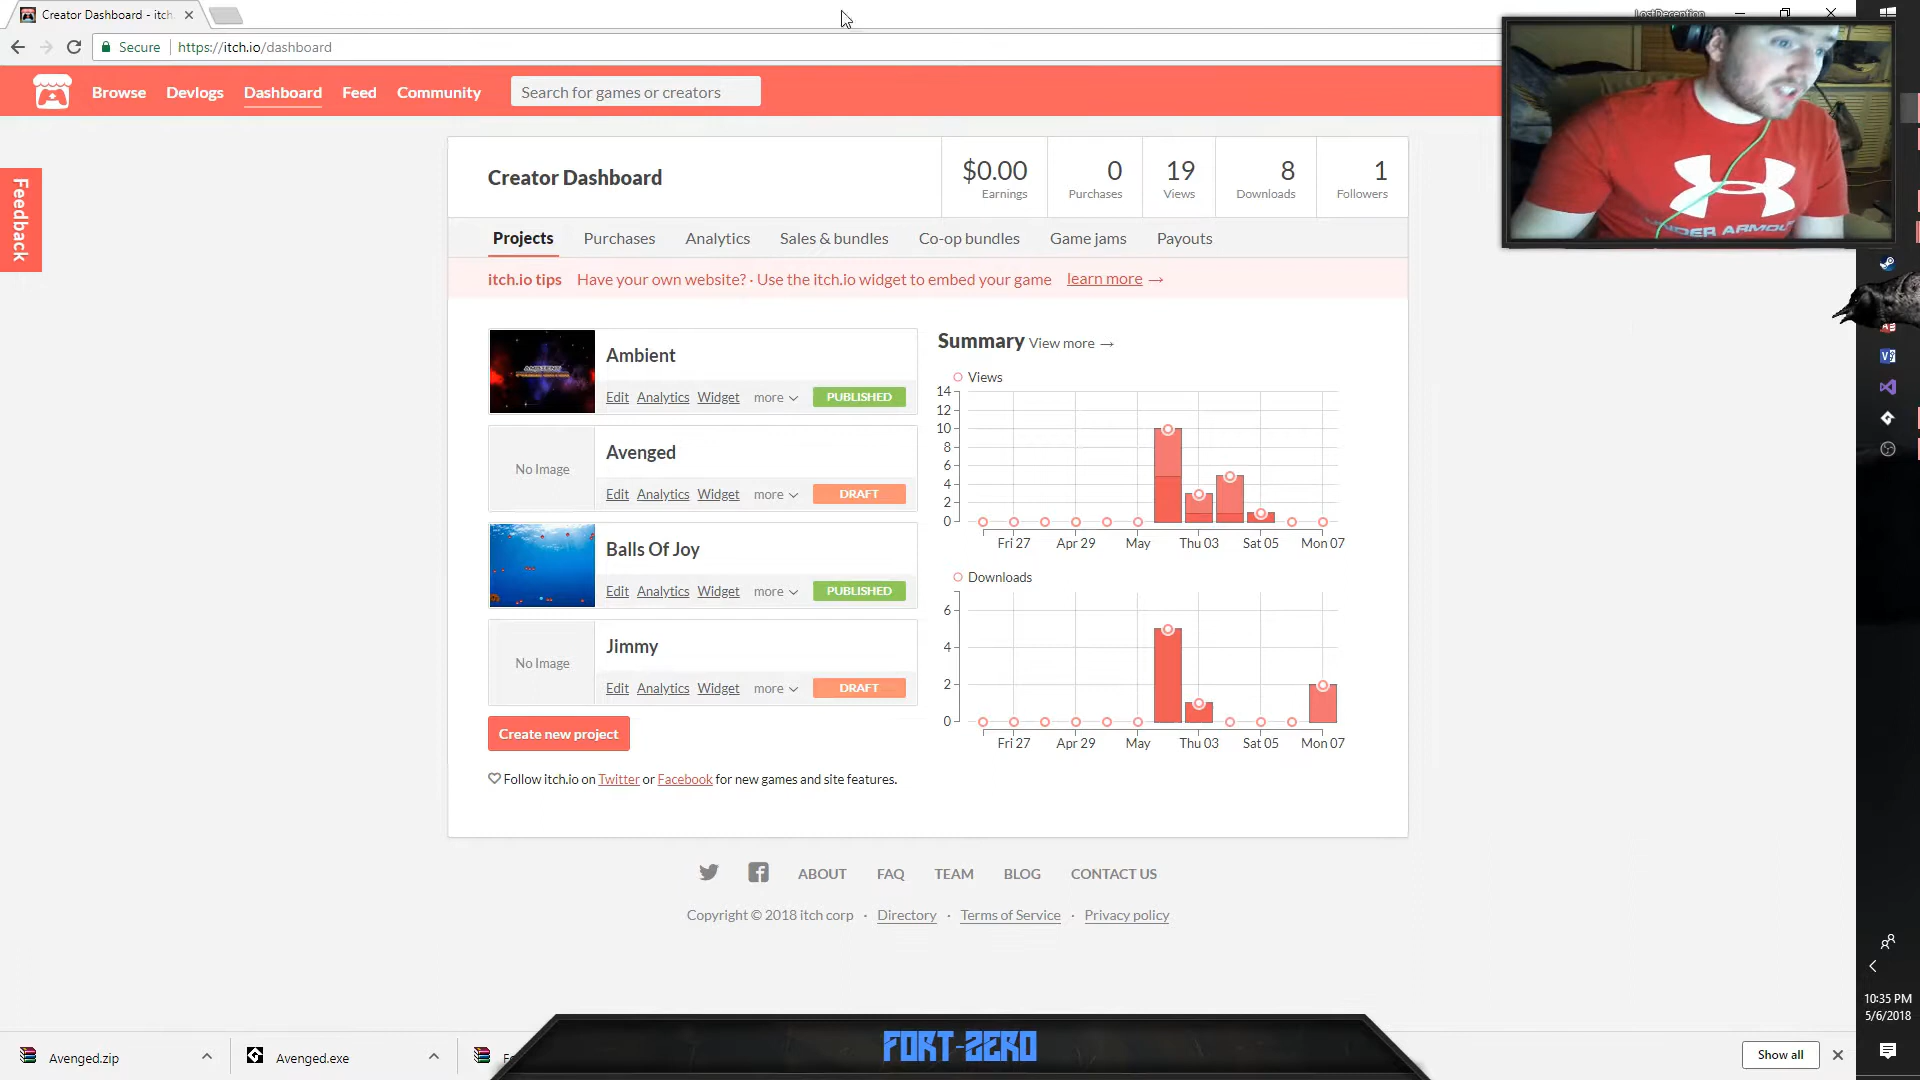 Creator Dashboard - itch.
LostDeception
Secure
https://itch.io/dashboard
Browse
Devlogs
Dashboard
Feed
Community
Search for games or creators
UNDER ARMOUR
Feedback
Creator Dashboard
$0.00
Earnings
0
Purchases
19
Views
8
Downloads
1
Followers
Projects
Purchases
Analytics
Sales & bundles
Co-op bundles
Game jams
Payouts
itch.io tips
Have your own website? · Use the itch.io widget to embed your game
learn more →
AMBIENT
Ambient
Edit Analytics Widget more
PUBLISHED
No Image
Avenged
Edit Analytics Widget more
DRAFT
Balls Of Joy
Edit Analytics Widget more
PUBLISHED
No Image
Jimmy
Edit Analytics Widget more
DRAFT
Create new project
Follow itch.io on Twitter or Facebook for new games and site features.
Summary View more →
Views
14
12
10
8
6
4
2
0
Fri 27
Apr 29
May
Thu 03
Sat 05
Mon 07
Downloads
6
4
2
0
Fri 27
Apr 29
May
Thu 03
Sat 05
Mon 07
ABOUT
FAQ
TEAM
BLOG
CONTACT US
Copyright © 2018 itch corp · Directory · Terms of Service · Privacy policy
10:35 PM
5/6/2018
Avenged.zip
Avenged.exe
FORT-ZERO
Show all